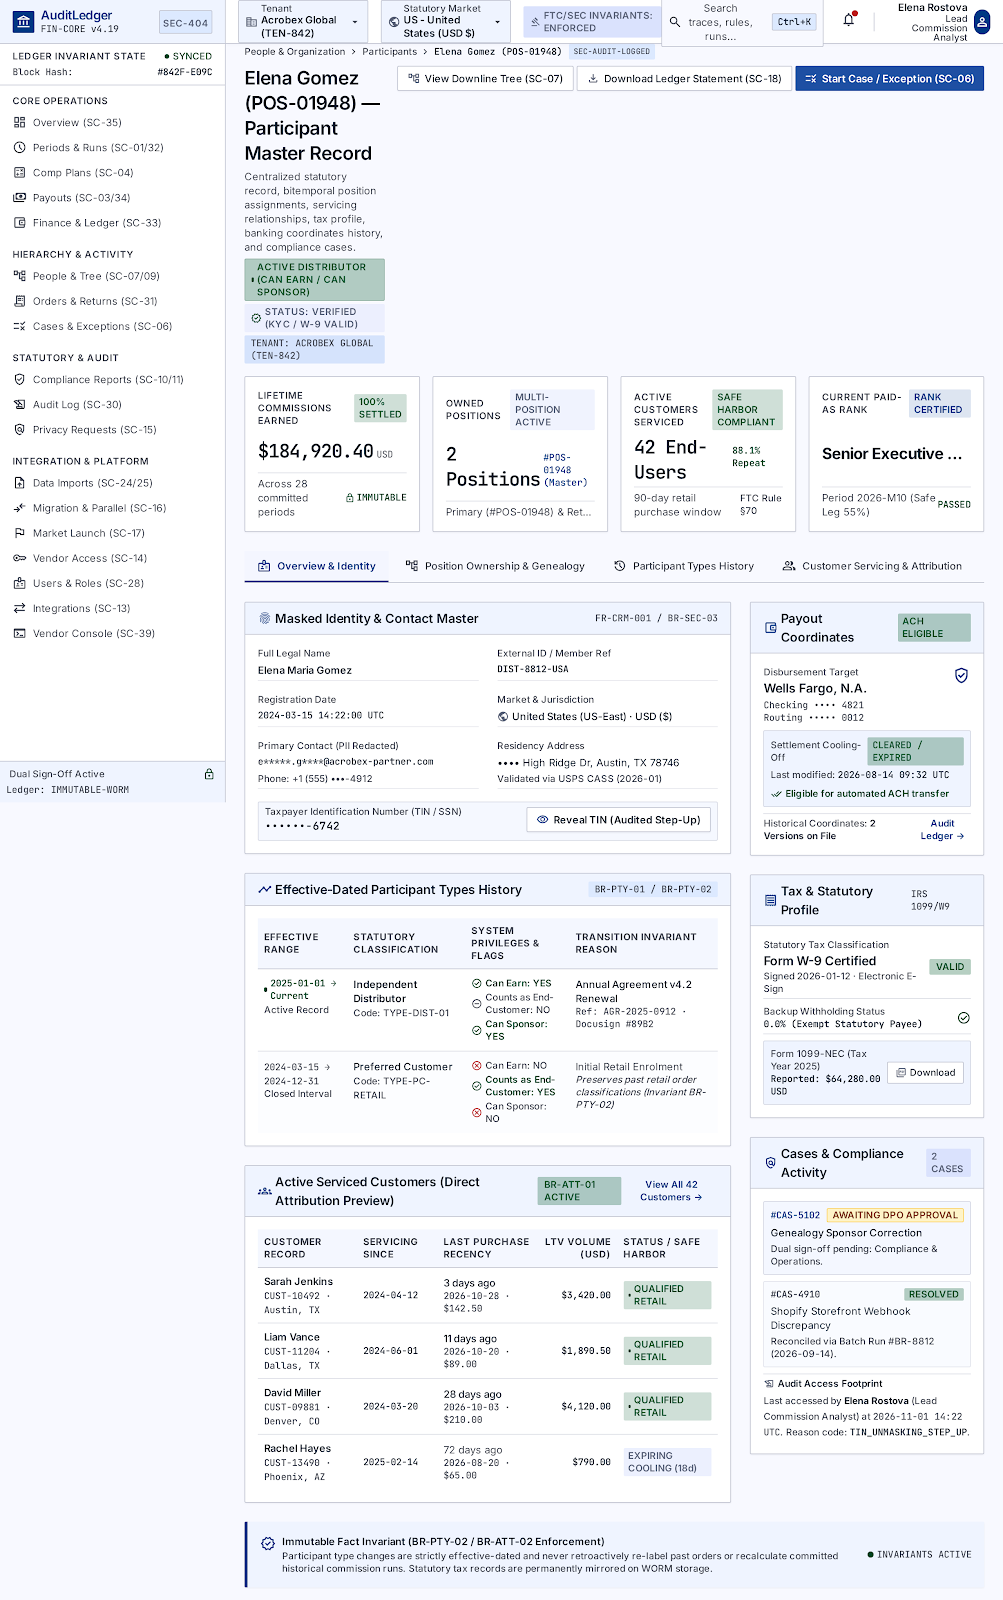 AuditLedger
FIN-CORE v4.19
SEC-404
Tenant
Acrobex Global
(TEN-842)
Statutory Market
US - United
States (USD $)
FTC/SEC INVARIANTS:
ENFORCED
Search
traces, rules,
runs...
Ctrl+K
Elena Rostova
Lead
Commission
Analyst
LEDGER INVARIANT STATE
SYNCED
Block Hash:
#842F-E09C
CORE OPERATIONS
Overview (SC-35)
Periods & Runs (SC-01/32)
Comp Plans (SC-04)
Payouts (SC-03/34)
Finance & Ledger (SC-33)
HIERARCHY & ACTIVITY
People & Tree (SC-07/09)
Orders & Returns (SC-31)
Cases & Exceptions (SC-06)
STATUTORY & AUDIT
Compliance Reports (SC-10/11)
Audit Log (SC-30)
Privacy Requests (SC-15)
INTEGRATION & PLATFORM
Data Imports (SC-24/25)
Migration & Parallel (SC-16)
Market Launch (SC-17)
Vendor Access (SC-14)
Users & Roles (SC-28)
Integrations (SC-13)
Vendor Console (SC-39)
Dual Sign-Off Active
Ledger: IMMUTABLE-WORM
People & Organization > Participants > Elena Gomez (POS-01948) SEC-AUDIT-LOGGED
Elena Gomez
(POS-01948) —
Participant
Master Record
View Downline Tree (SC-07)
Download Ledger Statement (SC-18)
Start Case / Exception (SC-06)
Centralized statutory
record, bitemporal position
assignments, servicing
relationships, tax profile,
banking coordinates history,
and compliance cases.
ACTIVE DISTRIBUTOR
(CAN EARN / CAN
SPONSOR)
STATUS: VERIFIED
(KYC / W-9 VALID)
TENANT: ACROBEX GLOBAL
(TEN-842)
LIFETIME
COMMISSIONS
EARNED
100%
SETTLED
$184,920.40 USD
Across 28
committed
periods
IMMUTABLE
OWNED
POSITIONS
MULTI-
POSITION
ACTIVE
2
Positions
#POS-
01948
(Master)
Primary (#POS-01948) & Ret...
ACTIVE
CUSTOMERS
SERVICED
SAFE
HARBOR
COMPLIANT
42 End-
Users
88.1%
Repeat
90-day retail
purchase window
FTC Rule
§70
CURRENT PAID-
AS RANK
RANK
CERTIFIED
Senior Executive ...
Period 2026-M10 (Safe
Leg 55%)
PASSED
Overview & Identity
Position Ownership & Genealogy
Participant Types History
Customer Servicing & Attribution
Masked Identity & Contact Master
FR-CRM-001 / BR-SEC-03
Full Legal Name
Elena Maria Gomez
External ID / Member Ref
DIST-8812-USA
Registration Date
2024-03-15 14:22:00 UTC
Market & Jurisdiction
United States (US-East) · USD ($)
Primary Contact (PII Redacted)
e*****.g****@acrobex-partner.com
Phone: +1 (555) •••-4912
Residency Address
•••• High Ridge Dr, Austin, TX 78746
Validated via USPS CASS (2026-01)
Taxpayer Identification Number (TIN / SSN)
••••••-6742
Reveal TIN (Audited Step-Up)
Effective-Dated Participant Types History
BR-PTY-01 / BR-PTY-02
EFFECTIVE
RANGE
STATUTORY
CLASSIFICATION
SYSTEM
PRIVILEGES &
FLAGS
TRANSITION INVARIANT
REASON
2025-01-01 →
Current
Active Record
Independent
Distributor
Code: TYPE-DIST-01
Can Earn: YES
Counts as End-
Customer: NO
Can Sponsor:
YES
Annual Agreement v4.2
Renewal
Ref: AGR-2025-0912 ·
Docusign #89B2
2024-03-15 →
2024-12-31
Closed Interval
Preferred Customer
Code: TYPE-PC-
RETAIL
Can Earn: NO
Counts as End-
Customer: YES
Can Sponsor:
NO
Initial Retail Enrolment
Preserves past retail order
classifications (Invariant BR-
PTY-02)
Active Serviced Customers (Direct
Attribution Preview)
BR-ATT-01
ACTIVE
View All 42
Customers →
CUSTOMER
RECORD
SERVICING
SINCE
LAST PURCHASE
RECENCY
LTV VOLUME
(USD)
STATUS / SAFE
HARBOR
Sarah Jenkins
CUST-10492 ·
Austin, TX
2024-04-12
3 days ago
2026-10-28 ·
$142.50
$3,420.00
QUALIFIED
RETAIL
Liam Vance
CUST-11204 ·
Dallas, TX
2024-06-01
11 days ago
2026-10-20 ·
$89.00
$1,890.50
QUALIFIED
RETAIL
David Miller
CUST-09881 ·
Denver, CO
2024-03-20
28 days ago
2026-10-03 ·
$210.00
$4,120.00
QUALIFIED
RETAIL
Rachel Hayes
CUST-13490 ·
Phoenix, AZ
2025-02-14
72 days ago
2026-08-20 ·
$65.00
$790.00
EXPIRING
COOLING (18d)
Payout
Coordinates
ACH
ELIGIBLE
Disbursement Target
Wells Fargo, N.A.
Checking •••• 4821
Routing ••••• 0012
Settlement Cooling-
Off
CLEARED /
EXPIRED
Last modified: 2026-08-14 09:32 UTC
Eligible for automated ACH transfer
Historical Coordinates: 2
Versions on File
Audit
Ledger →
Tax & Statutory
Profile
IRS
1099/W9
Statutory Tax Classification
Form W-9 Certified
Signed 2026-01-12 · Electronic E-
Sign
VALID
Backup Withholding Status
0.0% (Exempt Statutory Payee)
Form 1099-NEC (Tax
Year 2025)
Reported: $64,280.00
USD
Download
Cases & Compliance
Activity
2
CASES
#CAS-5102
AWAITING DPO APPROVAL
Genealogy Sponsor Correction
Dual sign-off pending: Compliance &
Operations.
#CAS-4910
RESOLVED
Shopify Storefront Webhook
Discrepancy
Reconciled via Batch Run #BR-8812
(2026-09-14).
Audit Access Footprint
Last accessed by Elena Rostova (Lead
Commission Analyst) at 2026-11-01 14:22
UTC. Reason code: TIN_UNMASKING_STEP_UP.
Immutable Fact Invariant (BR-PTY-02 / BR-ATT-02 Enforcement)
Participant type changes are strictly effective-dated and never retroactively re-label past orders or recalculate committed
historical commission runs. Statutory tax records are permanently mirrored on WORM storage.
INVARIANTS ACTIVE